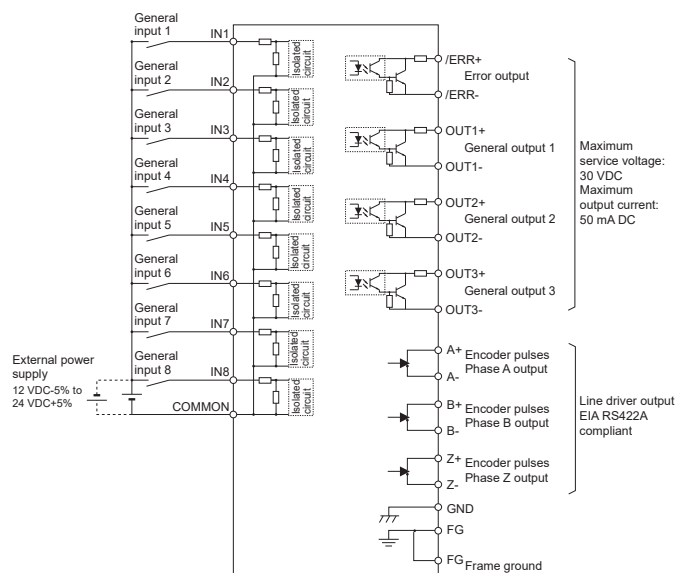 General
input 1
IN1
Isolated
circuit
General
input 2
IN2
Isolated
circuit
General
input 3
IN3
Isolated
circuit
General
input 4
IN4
Isolated
circuit
General
input 5
IN5
Isolated
circuit
General
input 6
IN6
Isolated
circuit
General
input 7
IN7
Isolated
circuit
General
input 8
IN8
Isolated
circuit
External power
supply
12 VDC-5% to
24 VDC+5%
COMMON
/ERR+
Error output
/ERR-
OUT1+
General output 1
OUT1-
OUT2+
General output 2
OUT2-
OUT3+
General output 3
OUT3-
Maximum
service voltage:
30 VDC
Maximum
output current:
50 mA DC
A+
Encoder pulses
Phase A output
A-
B+
Encoder pulses
Phase B output
B-
Z+
Encoder pulses
Phase Z output
Z-
Line driver output
EIA RS422A
compliant
GND
FG
FG
Frame ground